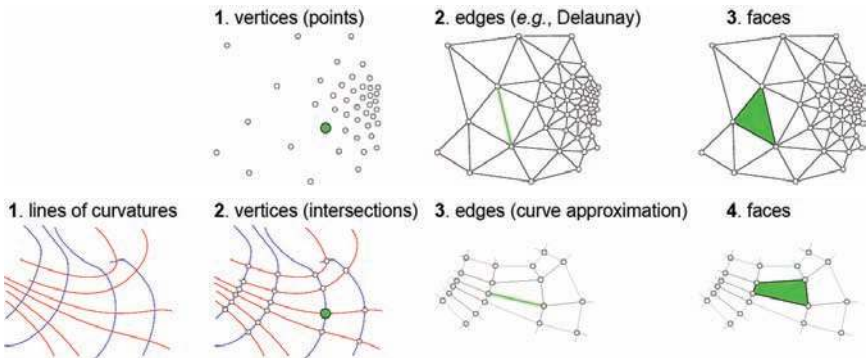 1. vertices (points)
2. edges (e.g., Delaunay)
3. faces
1. lines of curvatures
2. vertices (intersections)
3. edges (curve approximation)
4. faces